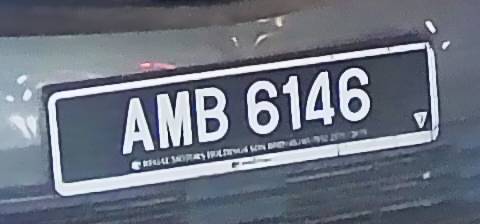 AMB 6146
REGAL MOTORS HOLDINGS SDN BHD